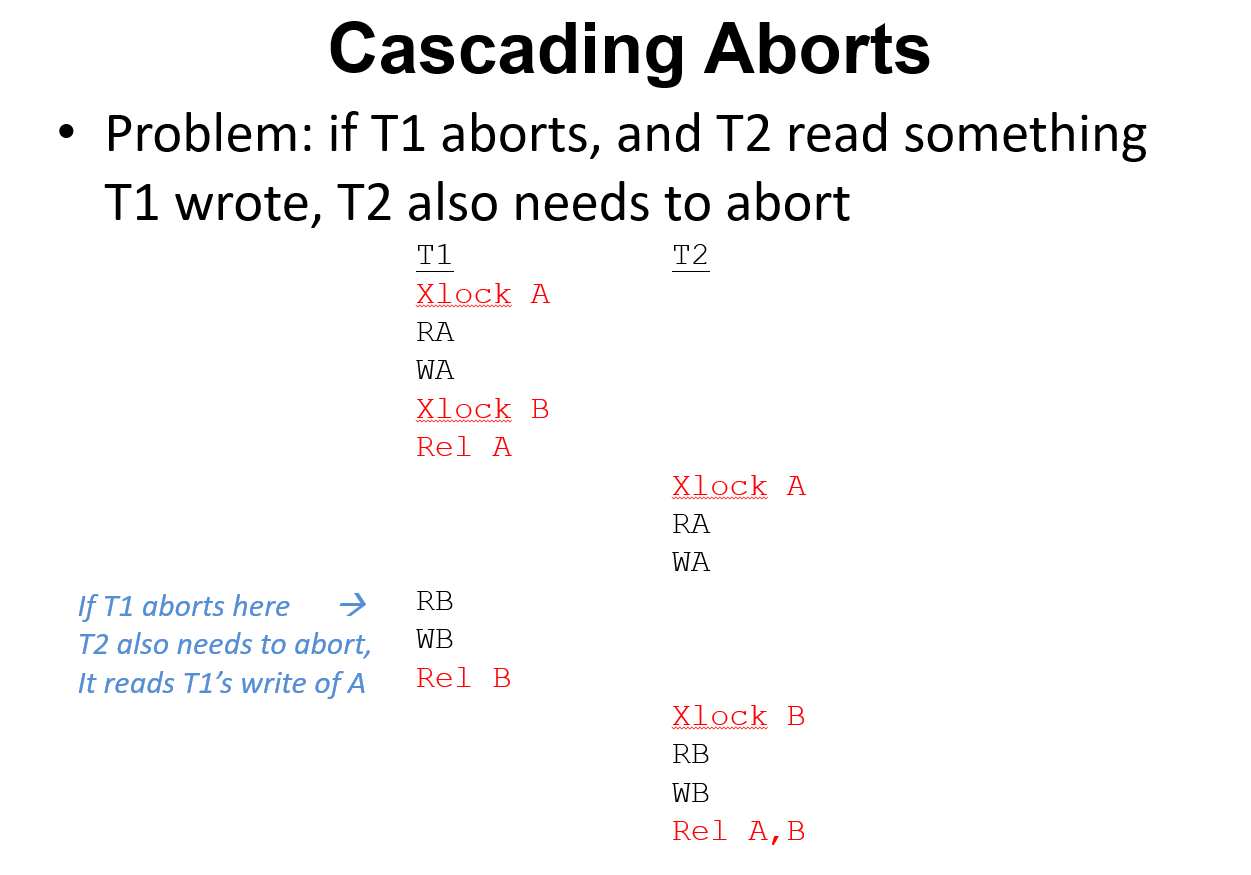 Cascading Aborts
• Problem: if T1 aborts, and T2 read something
T1 wrote, T2 also needs to abort
T1 T2
Xlock A
RA
WA
Xlock B
Rel A
Xlock A
RA
WA
If T1 aborts here → RB
T2 also needs to abort, WB
It reads T1’s write of A Rel B
Xlock B
RB
WB
Rel A,B